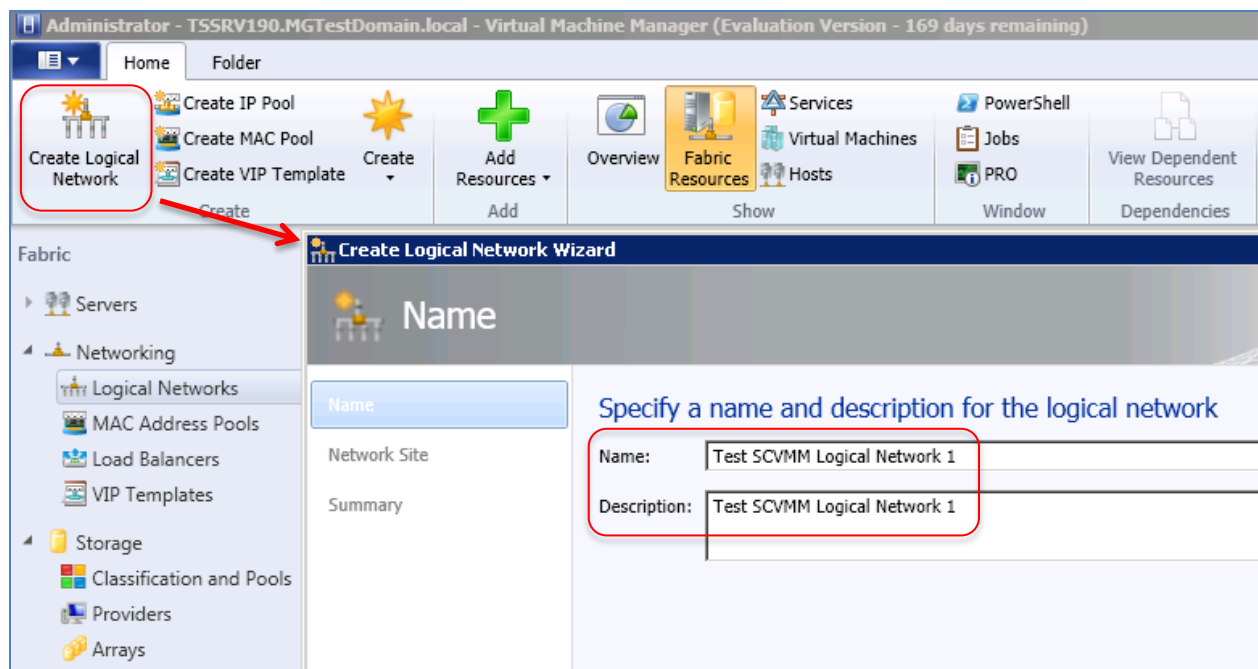 Administrator - TSSRV190.MGTestDomain.local - Virtual Machine Manager (Evaluation Version - 169 days remaining)
Home Folder
Create Logical Network
Create IP Pool
Create MAC Pool
Create VIP Template
Create
Create
Add Resources
Add
Overview
Fabric Resources
Services
Virtual Machines
Hosts
Show
PowerShell
Jobs
PRO
Window
View Dependent Resources
Dependencies
Fabric
Servers
Networking
Logical Networks
MAC Address Pools
Load Balancers
VIP Templates
Storage
Classification and Pools
Providers
Arrays
Create Logical Network Wizard
Name
Name
Network Site
Summary
Specify a name and description for the logical network
Name: Test SCVMM Logical Network 1
Description: Test SCVMM Logical Network 1